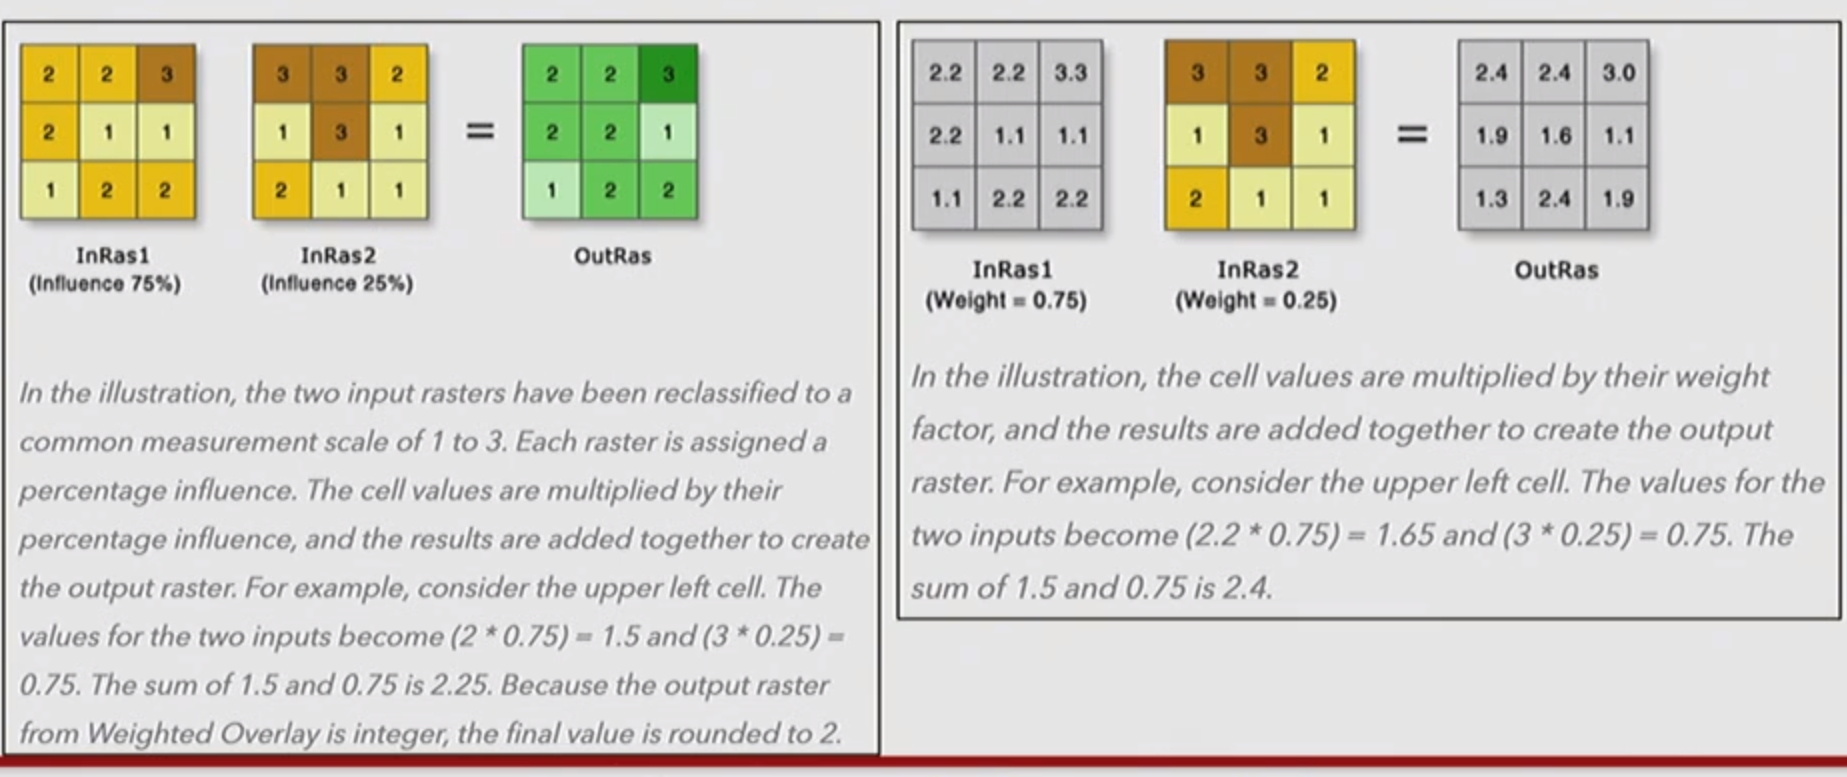 2 2 3
2 1 1
1 2 2
InRas1
(Influence 75%)
3 3 2
1 3 1
2 1 1
InRas2
(Influence 25%)
=
2 2 3
2 2 1
1 2 2
OutRas
In the illustration, the two input rasters have been reclassified to a
common measurement scale of 1 to 3. Each raster is assigned a
percentage influence. The cell values are multiplied by their
percentage influence, and the results are added together to create
the output raster. For example, consider the upper left cell. The
values for the two inputs become (2 * 0.75) = 1.5 and (3 * 0.25) =
0.75. The sum of 1.5 and 0.75 is 2.25. Because the output raster
from Weighted Overlay is integer, the final value is rounded to 2.
2.2 2.2 3.3
2.2 1.1 1.1
1.1 2.2 2.2
InRas1
(Weight = 0.75)
3 3 2
1 3 1
2 1 1
InRas2
(Weight = 0.25)
=
2.4 2.4 3.0
1.9 1.6 1.1
1.3 2.4 1.9
OutRas
In the illustration, the cell values are multiplied by their weight
factor, and the results are added together to create the output
raster. For example, consider the upper left cell. The values for the
two inputs become (2.2 * 0.75) = 1.65 and (3 * 0.25) = 0.75. The
sum of 1.5 and 0.75 is 2.4.